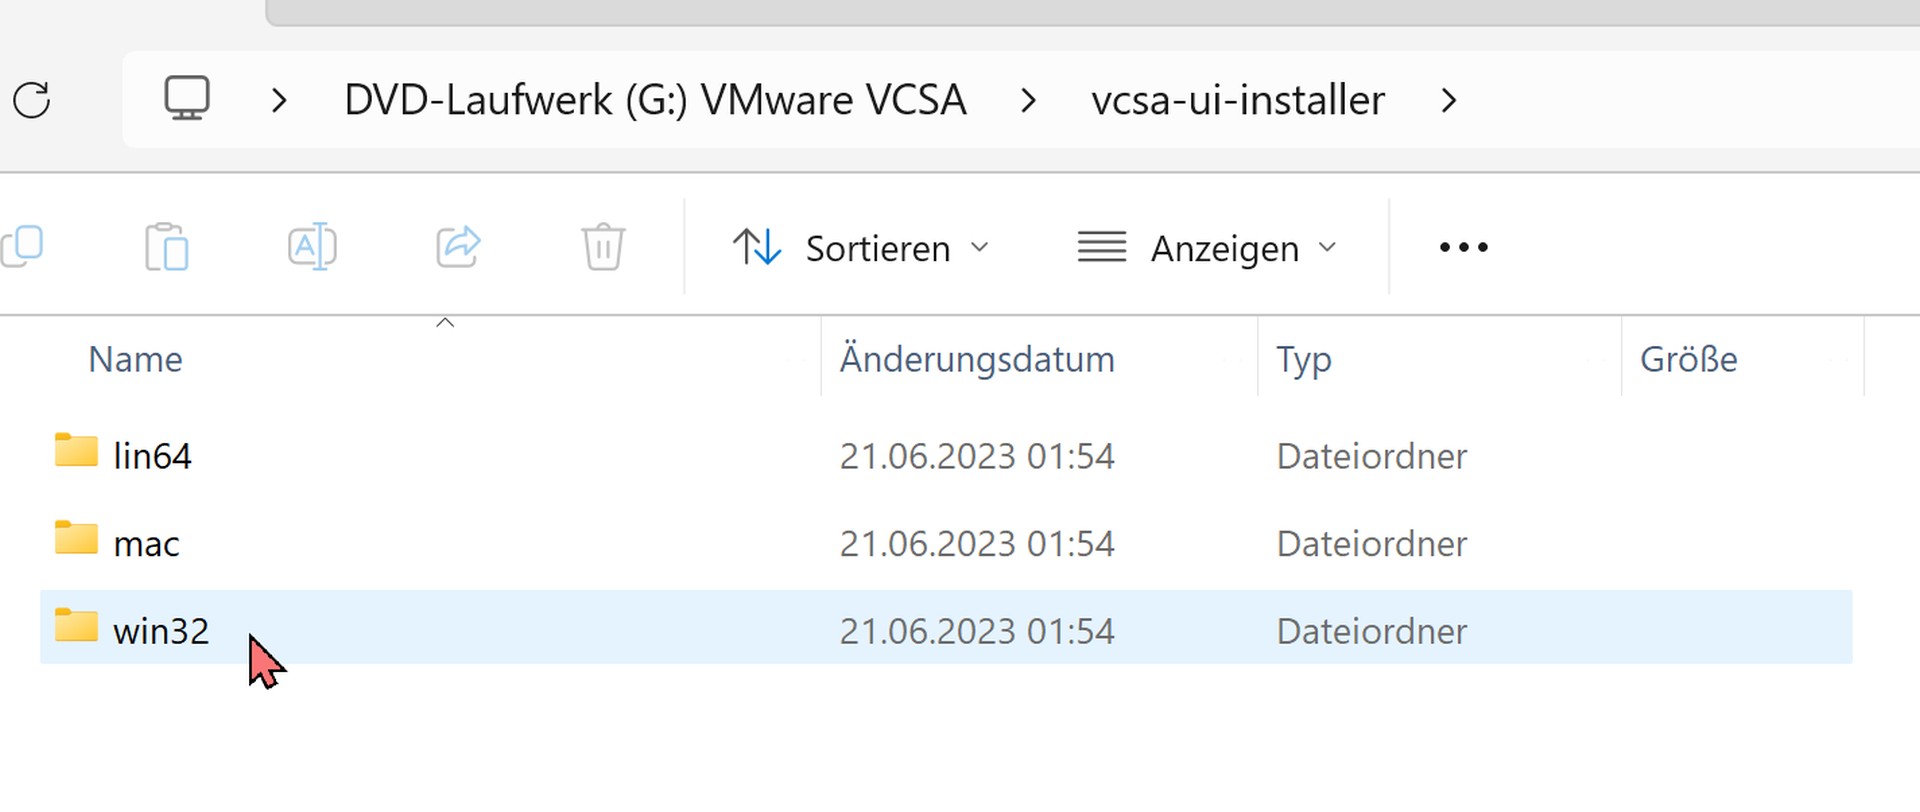 DVD-Laufwerk (G:) VMware VCSA > vcsa-ui-installer >
Sortieren Anzeigen
Name Änderungsdatum Typ Größe
lin64 21.06.2023 01:54 Dateiordner
mac 21.06.2023 01:54 Dateiordner
win32 21.06.2023 01:54 Dateiordner